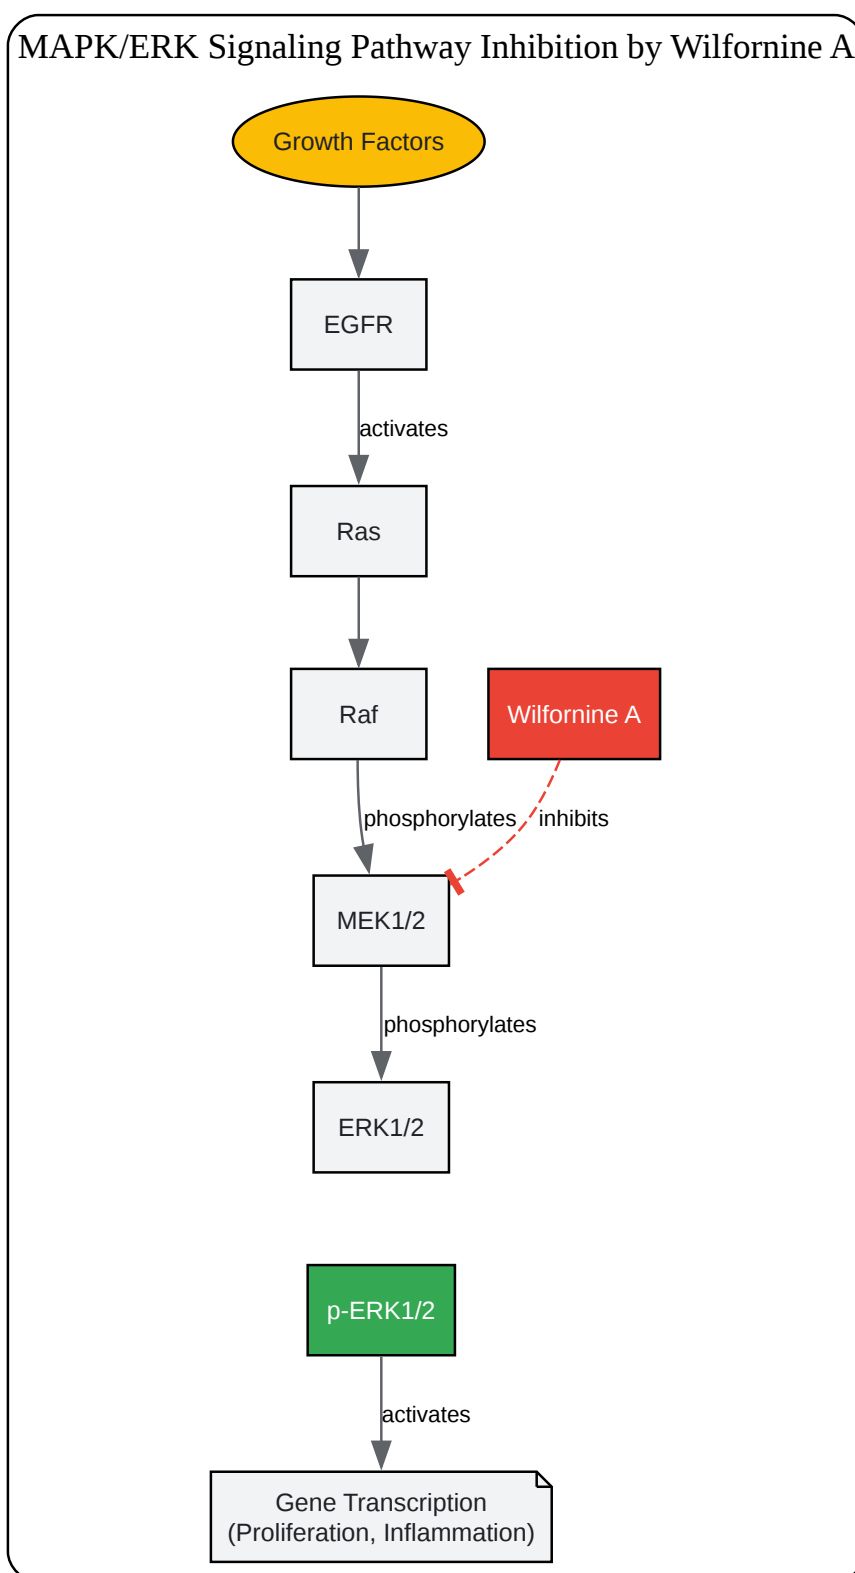 MAPK/ERK Signaling Pathway Inhibition by Wilfornine A
Growth Factors
EGFR
activates
Ras
Raf
Wilfornine A
phosphorylates
inhibits
MEK1/2
phosphorylates
ERK1/2
p-ERK1/2
activates
Gene Transcription
(Proliferation, Inflammation)